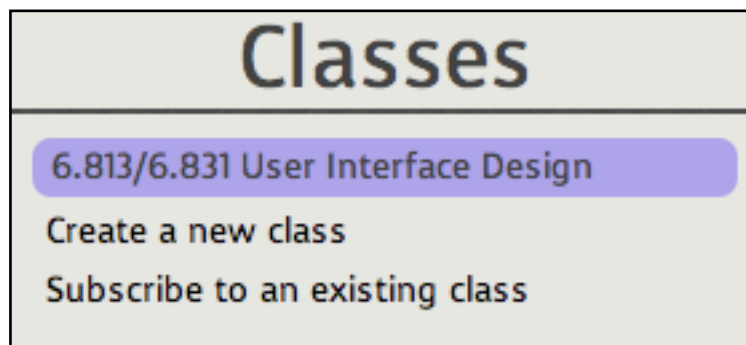 Classes
6.813/6.831 User Interface Design
Create a new class
Subscribe to an existing class